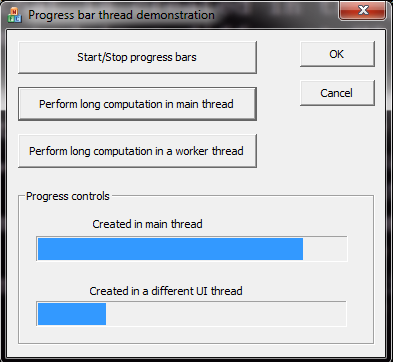 Progress bar thread demonstration
Start/Stop progress bars
OK
Perform long computation in main thread
Cancel
Perform long computation in a worker thread
Progress controls
Created in main thread
Created in a different UI thread